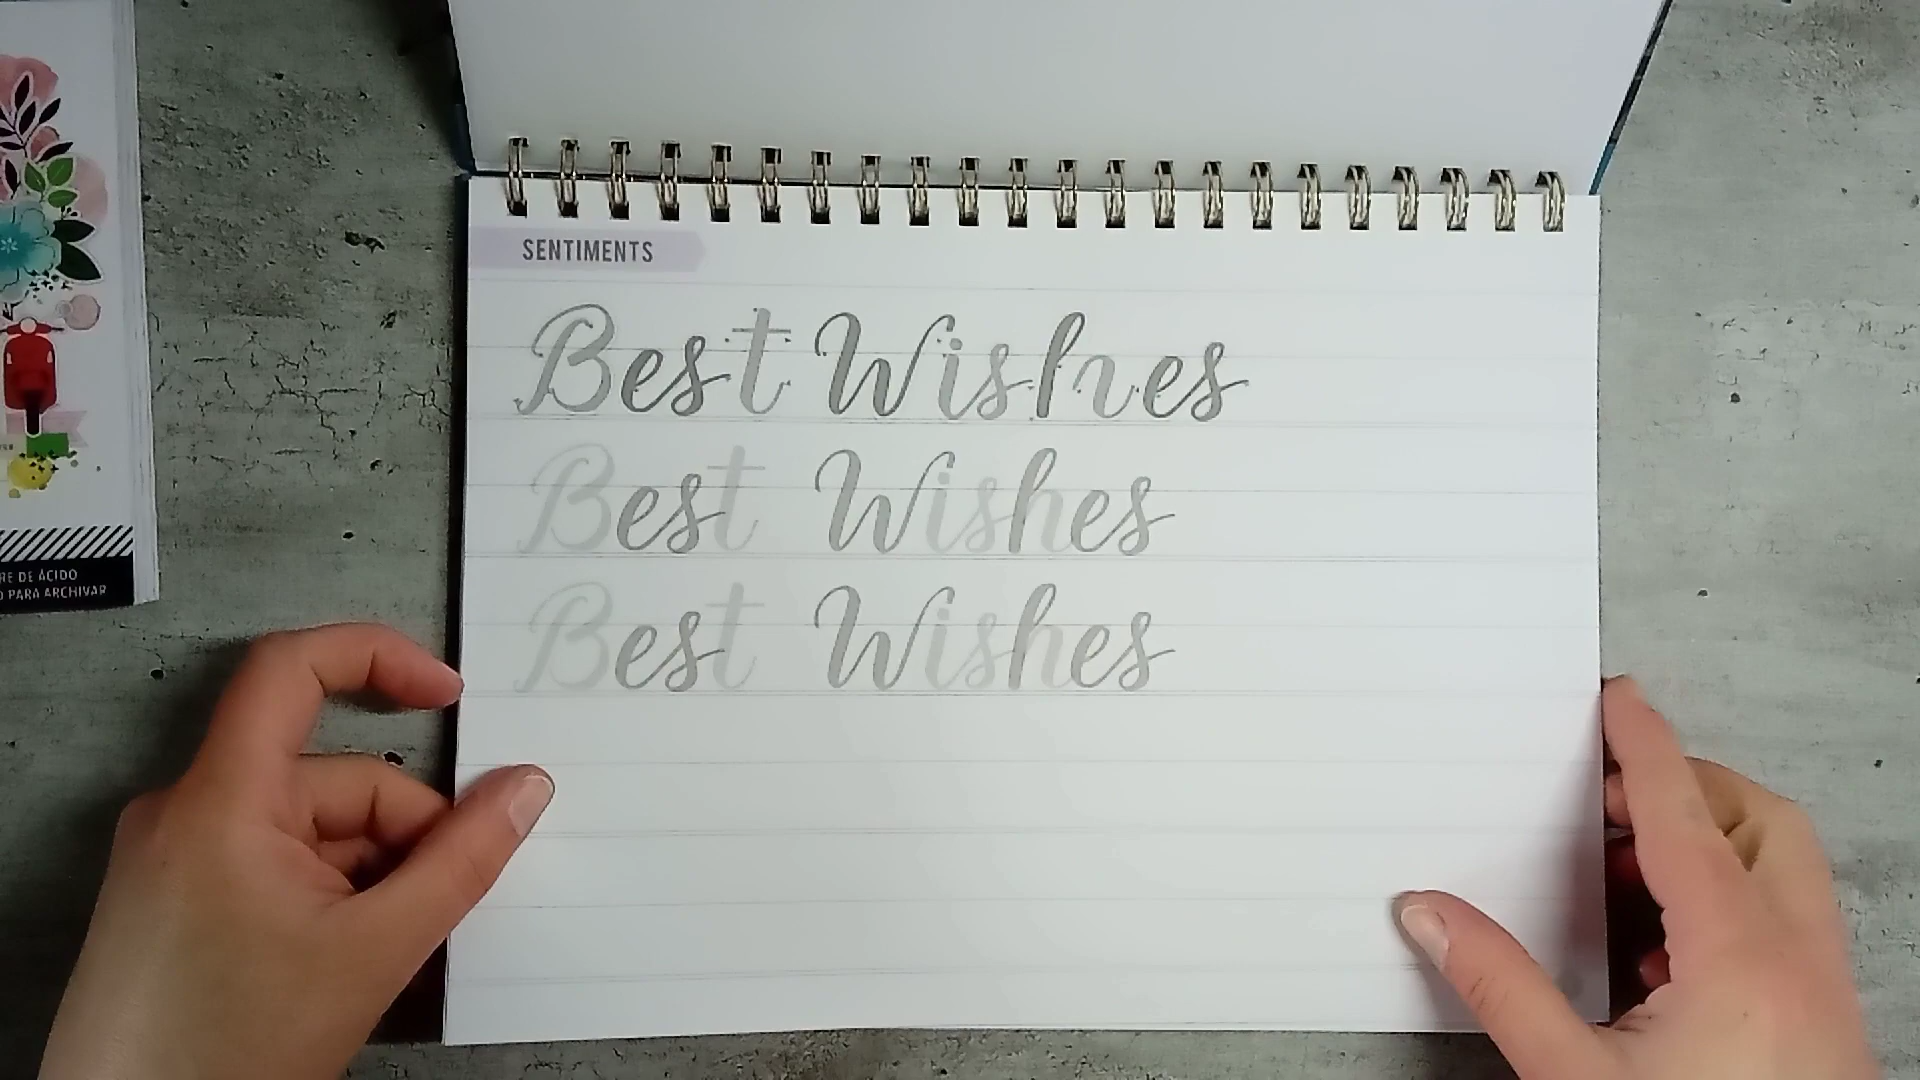 SENTIMENTS
Best Wishes
Best Wishes
Best Wishes
RE DE ÁCIDO
PARA ARCHIVAR